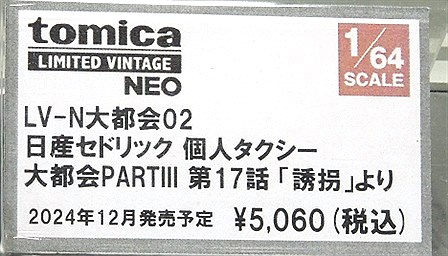 tomica
LIMITED VINTAGE
NEO
1/64
SCALE
LV-N大都会02
日産セドリック 個人タクシー
大都会PARTIII 第17話「誘拐」より
2024年12月発売予定 ¥5,060(税込)